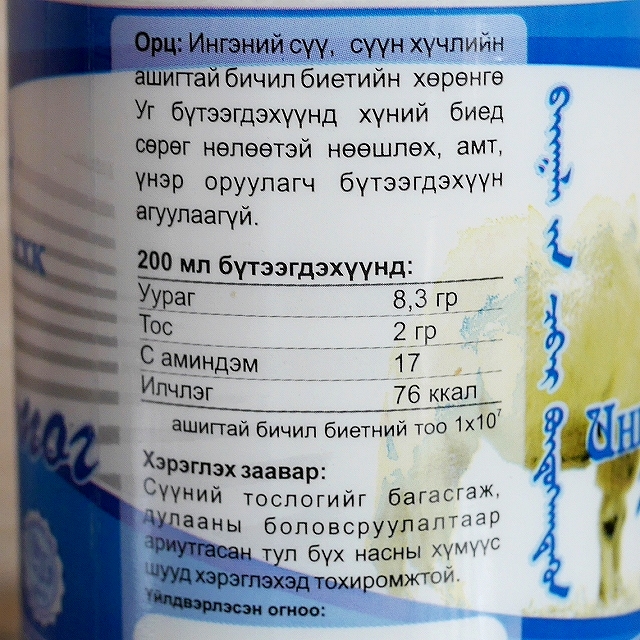 Орц: Ингэний сүү, сүүн хүчлийн
ашигтай бичил биетийн хөрөнгө
Уг бүтээгдэхүүнд хүний биед
сөрөг нөлөөтэй нөөшлөх, амт,
үнэр оруулагч бүтээгдэхүүн
агуулаагүй.
200 мл бүтээгдэхүүнд:
Уураг 8,3 гр
Тос 2 гр
С аминдэм 17
Илчлэг 76 ккал
ашигтай бичил биетний тоо 1х10⁷
Хэрэглэх заавар:
Сүүний тослогийг багасгаж,
дулааны боловсруулалтаар
ариутгасан тул бүх насны хүмүүс
шууд хэрэглэхэд тохиромжтой.
Үйлдвэрлэсэн огноо: